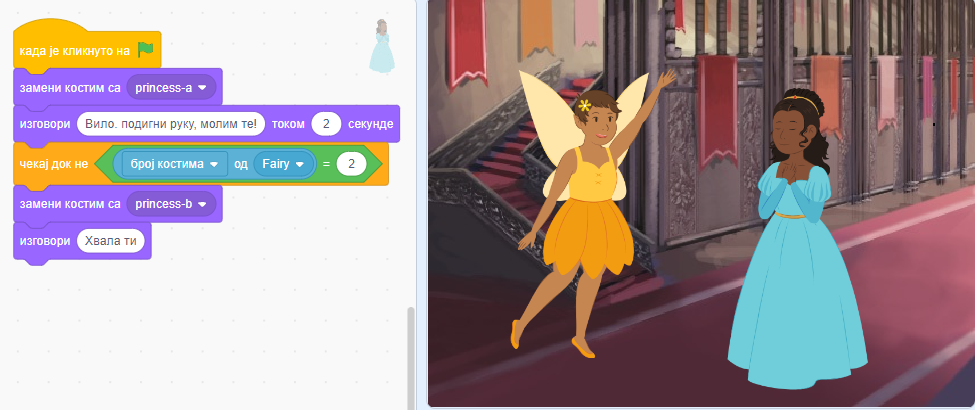 када је кликнуто на
замени костим са princess-a
изговори Вило. подигни руку, молим те! током 2 секунде
чекај док не број костима од Fairy = 2
замени костим са princess-b
изговори Хвала ти